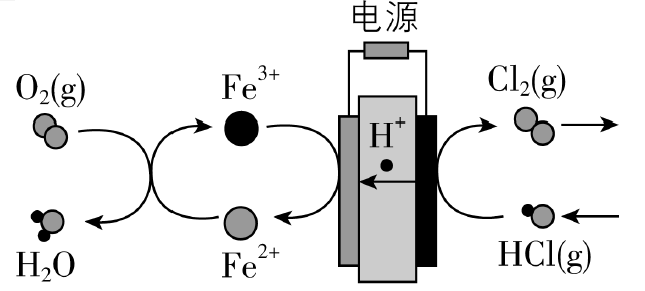 电源
O₂(g)
Fe³⁺
H⁺
Cl₂(g)
H₂O
Fe²⁺
HCl(g)